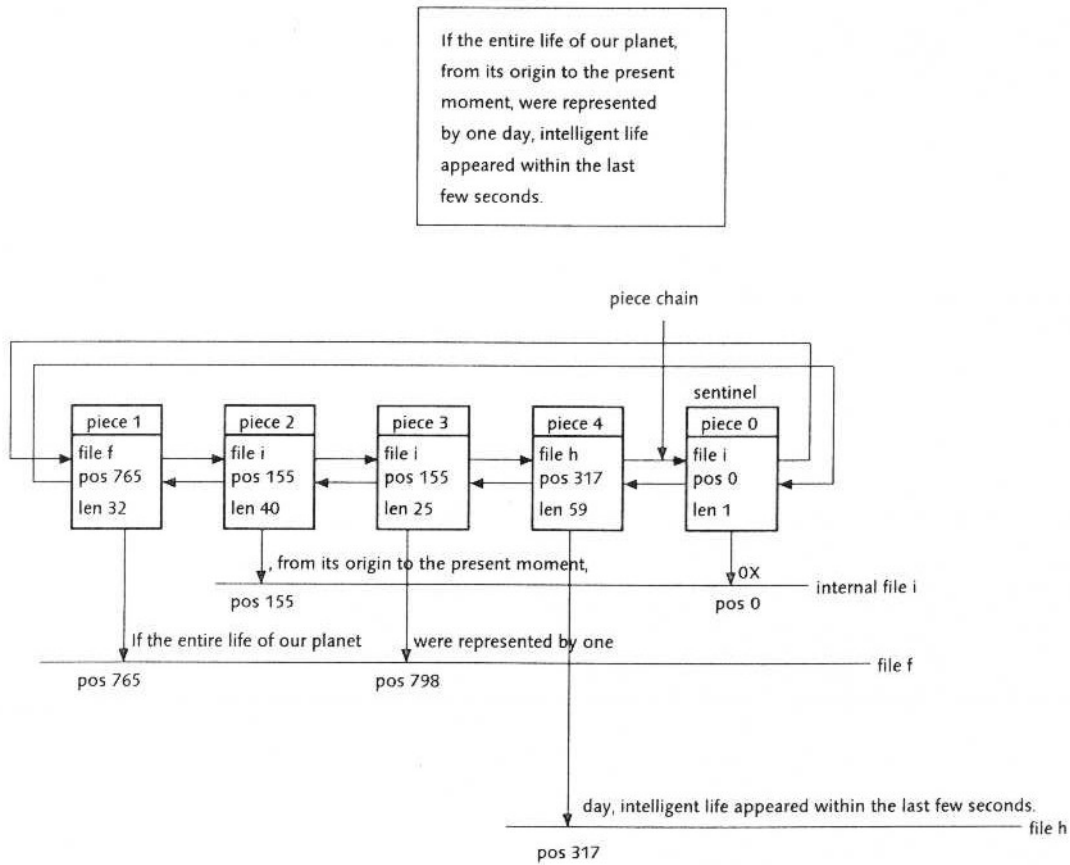 If the entire life of our planet,
from its origin to the present
moment, were represented
by one day, intelligent life
appeared within the last
few seconds.
piece chain
sentinel
piece 1
file f
pos 765
len 32
piece 2
file i
pos 155
len 40
piece 3
file i
pos 155
len 25
piece 4
file h
pos 317
len 59
piece 0
file i
pos 0
len 1
, from its origin to the present moment,
0X
internal file i
pos 155
pos 0
If the entire life of our planet
were represented by one
file f
pos 765
pos 798
day, intelligent life appeared within the last few seconds.
file h
pos 317